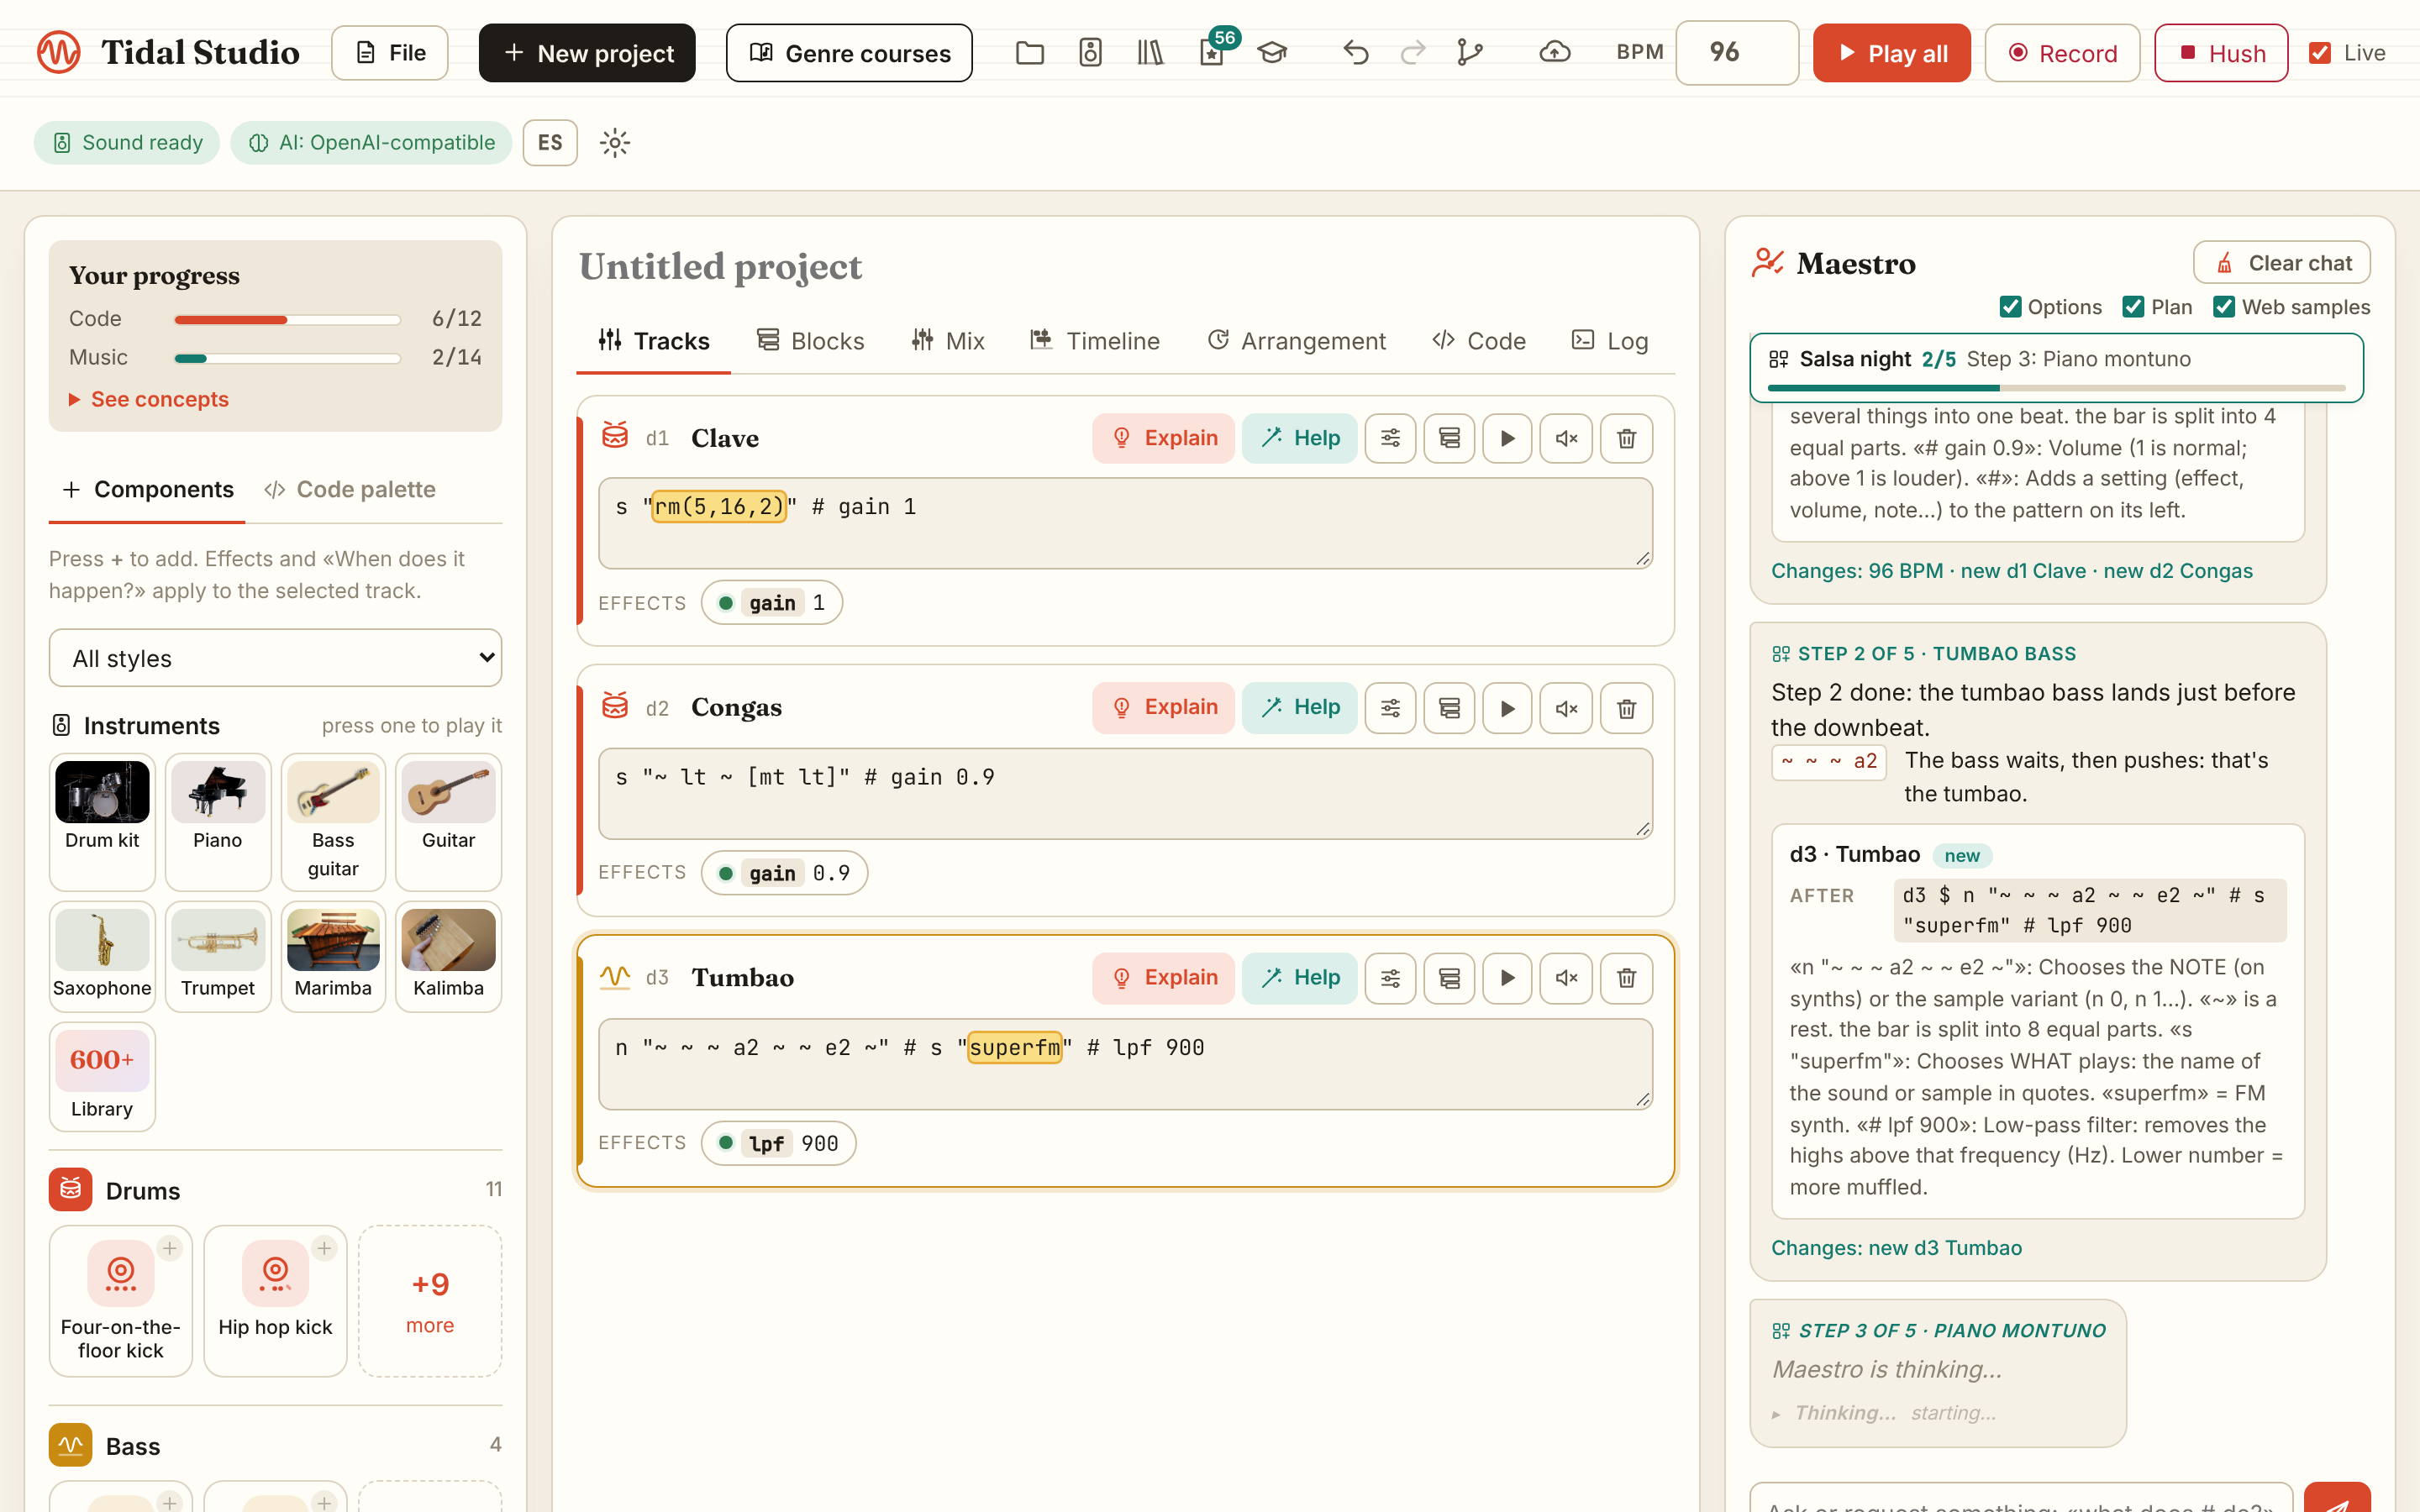 Tidal Studio
File
New project
Genre courses
56
BPM
96
Play all
Record
Hush
Live
Sound ready
AI: OpenAI-compatible
ES
Your progress
Code
6/12
Music
2/14
See concepts
Components
Code palette
Press + to add. Effects and «When does it
happen?» apply to the selected track.
All styles
Instruments
press one to play it
Drum kit
Piano
Bass
guitar
Guitar
Saxophone
Trumpet
Marimba
Kalimba
600+
Library
Drums
11
Four-on-the-
floor kick
Hip hop kick
+9
more
Bass
4
Untitled project
Tracks
Blocks
Mix
Timeline
Arrangement
Code
Log
d1
Clave
Explain
Help
s "rm(5,16,2)" # gain 1
EFFECTS
gain 1
d2
Congas
Explain
Help
s "~ lt ~ [mt lt]" # gain 0.9
EFFECTS
gain 0.9
d3
Tumbao
Explain
Help
n "~ ~ ~ a2 ~ ~ e2 ~" # s "superfm" # lpf 900
EFFECTS
lpf 900
Maestro
Clear chat
Options
Plan
Web samples
Salsa night 2/5 Step 3: Piano montuno
several things into one beat. the bar is split into 4
equal parts. «# gain 0.9»: Volume (1 is normal;
above 1 is louder). «#»: Adds a setting (effect,
volume, note...) to the pattern on its left.
Changes: 96 BPM · new d1 Clave · new d2 Congas
STEP 2 OF 5 · TUMBAO BASS
Step 2 done: the tumbao bass lands just before
the downbeat.
~ ~ ~ a2
The bass waits, then pushes: that's
the tumbao.
d3 · Tumbao
new
AFTER
d3 $ n "~ ~ ~ a2 ~ ~ e2 ~" # s
"superfm" # lpf 900
«n "~ ~ ~ a2 ~ ~ e2 ~"»: Chooses the NOTE (on
synths) or the sample variant (n 0, n 1...). «~» is a
rest. the bar is split into 8 equal parts. «s
"superfm"»: Chooses WHAT plays: the name of
the sound or sample in quotes. «superfm» = FM
synth. «# lpf 900»: Low-pass filter: removes the
highs above that frequency (Hz). Lower number =
more muffled.
Changes: new d3 Tumbao
STEP 3 OF 5 · PIANO MONTUNO
Maestro is thinking...
Thinking... starting...
Ask or request something: «what does # do?»